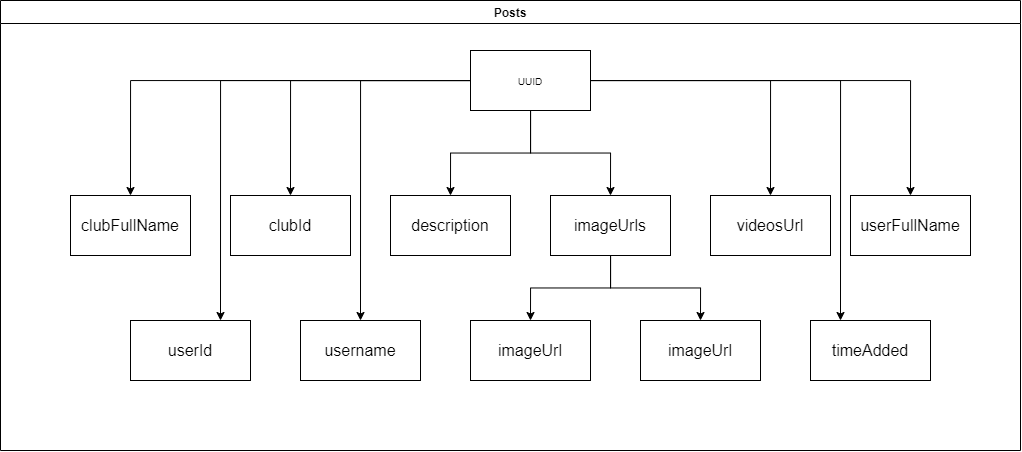 Posts
UUID
clubFullName
clubId
description
imageUrls
videosUrl
userFullName
userId
username
imageUrl
imageUrl
timeAdded